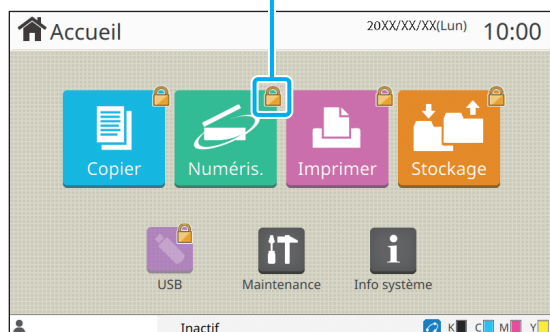 Accueil
20XX/XX/XX(Lun) 10:00
Copier Numéris. Imprimer Stockage
USB Maintenance Info système
Inactif K C M Y